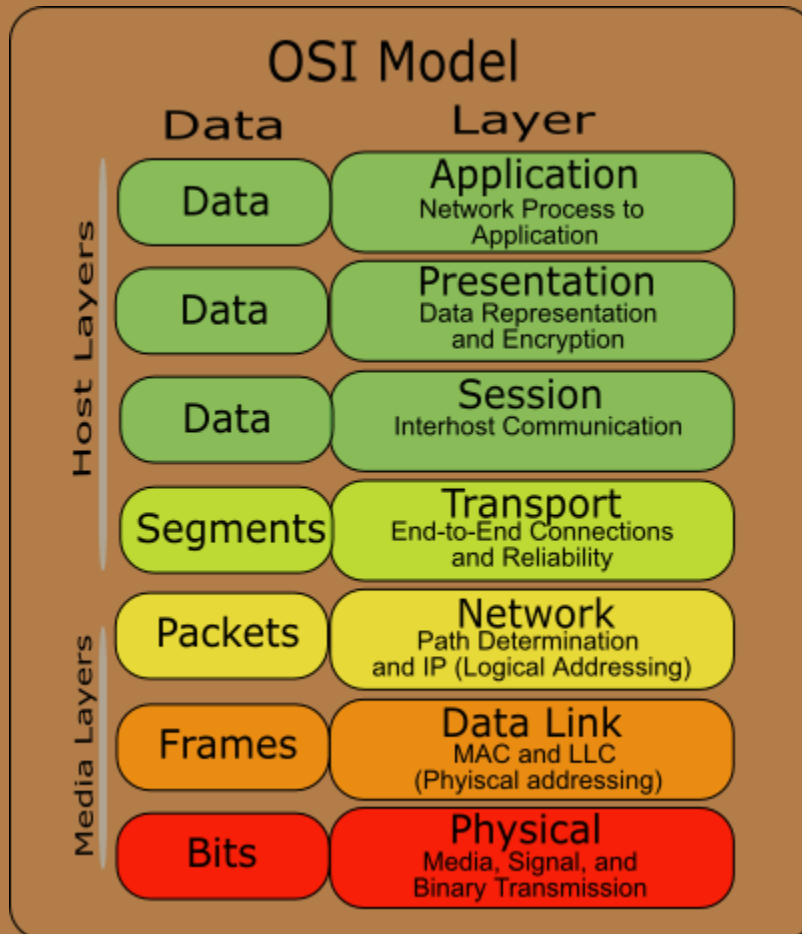 OSI Model
Data Layer
Host Layers
Data
Application
Network Process to
Application
Data
Presentation
Data Representation
and Encryption
Data
Session
Interhost Communication
Segments
Transport
End-to-End Connections
and Reliability
Media Layers
Packets
Network
Path Determination
and IP (Logical Addressing)
Frames
Data Link
MAC and LLC
(Phyiscal addressing)
Bits
Physical
Media, Signal, and
Binary Transmission